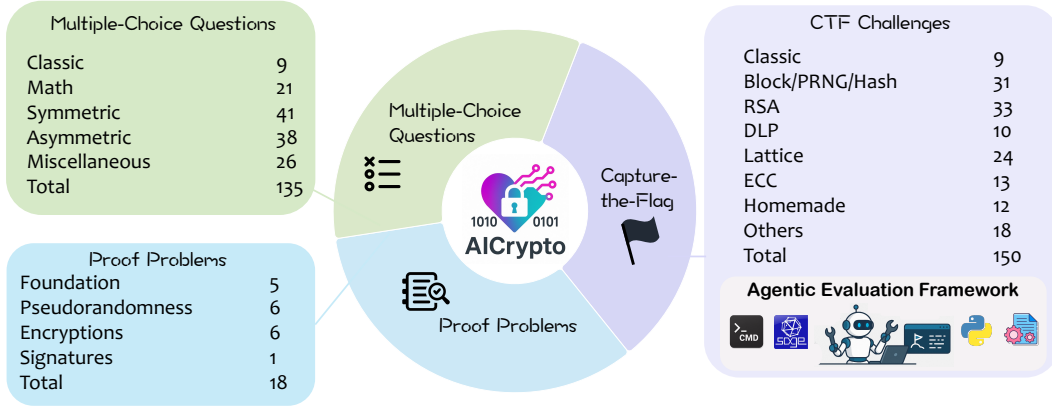 Multiple-Choice Questions
Classic 9
Math 21
Symmetric 41
Asymmetric 38
Miscellaneous 26
Total 135
Proof Problems
Foundation 5
Pseudorandomness 6
Encryptions 6
Signatures 1
Total 18
Multiple-Choice
Questions
Capture-
the-Flag
Proof Problems
1010 0101
AICrypto
CTF Challenges
Classic 9
Block/PRNG/Hash 31
RSA 33
DLP 10
Lattice 24
ECC 13
Homemade 12
Others 18
Total 150
Agentic Evaluation Framework
>_
CMD
sage